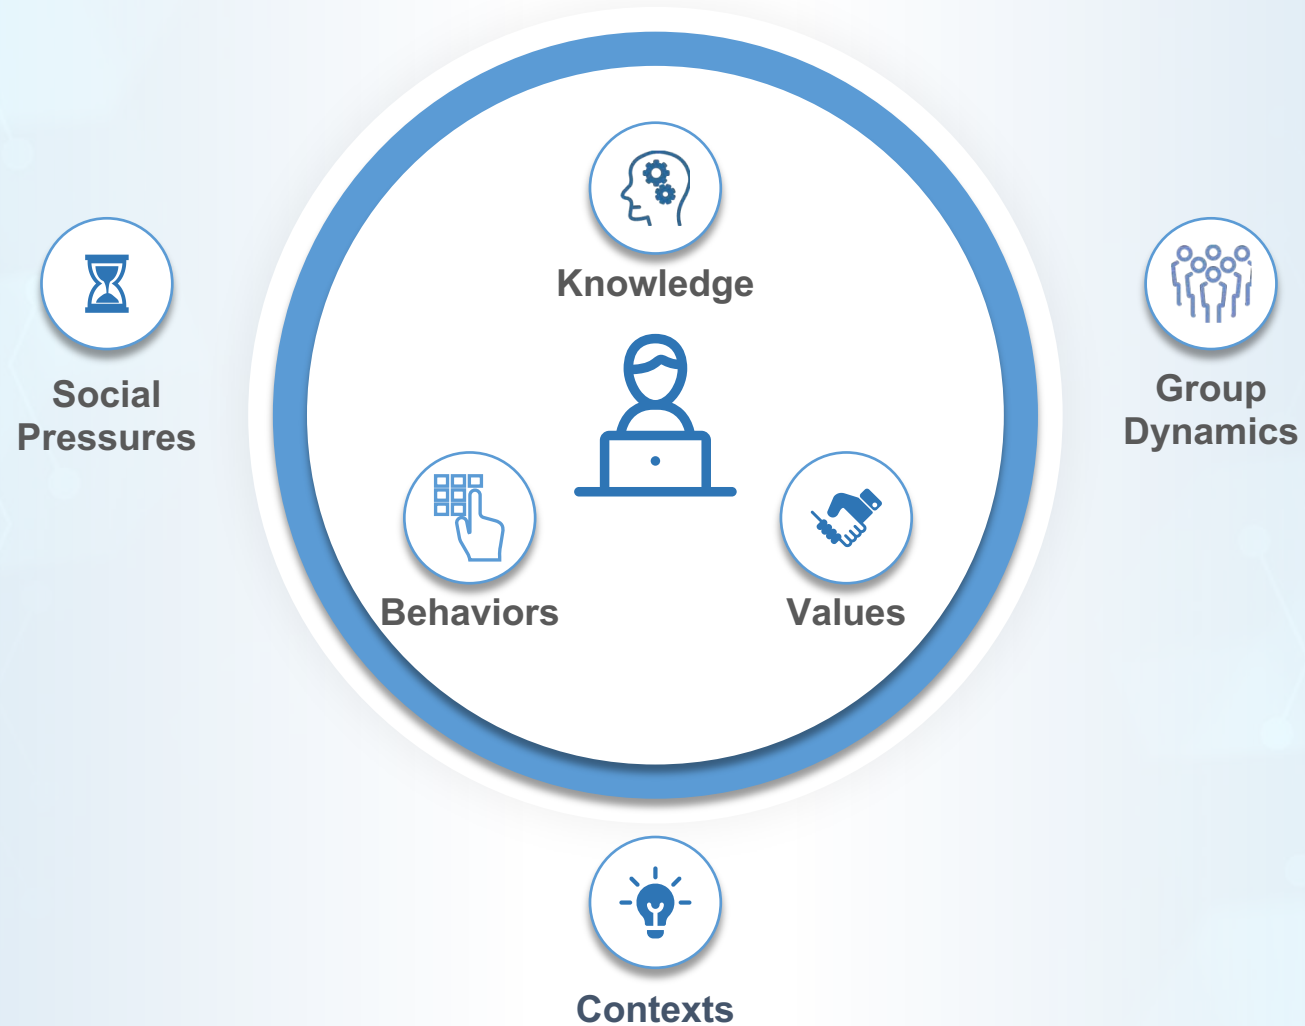 Knowledge
Social
Pressures
Group
Dynamics
Behaviors
Values
Contexts